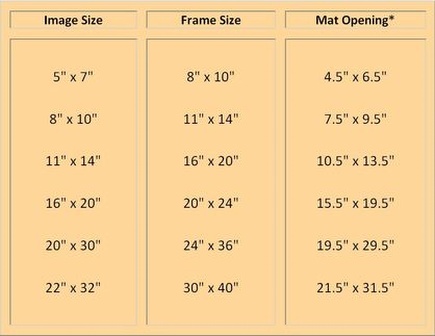 Image Size Frame Size Mat Opening*
5" x 7" 8" x 10" 4.5" x 6.5"
8" x 10" 11" x 14" 7.5" x 9.5"
11" x 14" 16" x 20" 10.5" x 13.5"
16" x 20" 20" x 24" 15.5" x 19.5"
20" x 30" 24" x 36" 19.5" x 29.5"
22" x 32" 30" x 40" 21.5" x 31.5"